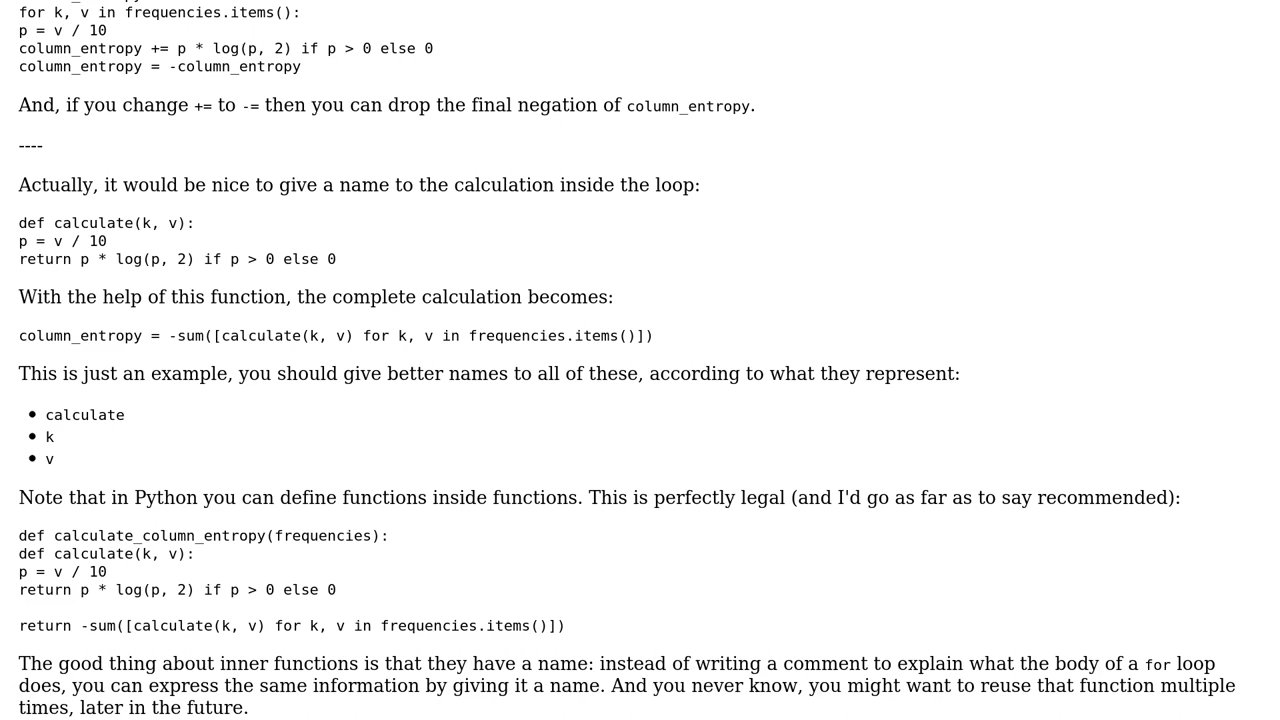 for k, v in frequencies.items():
p = v / 10
column_entropy += p * log(p, 2) if p > 0 else 0
column_entropy = -column_entropy
And, if you change += to -= then you can drop the final negation of column_entropy.
----
Actually, it would be nice to give a name to the calculation inside the loop:
def calculate(k, v):
p = v / 10
return p * log(p, 2) if p > 0 else 0
With the help of this function, the complete calculation becomes:
column_entropy = -sum([calculate(k, v) for k, v in frequencies.items()])
This is just an example, you should give better names to all of these, according to what they represent:
• calculate
• k
• v
Note that in Python you can define functions inside functions. This is perfectly legal (and I'd go as far as to say recommended):
def calculate_column_entropy(frequencies):
def calculate(k, v):
p = v / 10
return p * log(p, 2) if p > 0 else 0
return -sum([calculate(k, v) for k, v in frequencies.items()])
The good thing about inner functions is that they have a name: instead of writing a comment to explain what the body of a for loop
does, you can express the same information by giving it a name. And you never know, you might want to reuse that function multiple
times, later in the future.